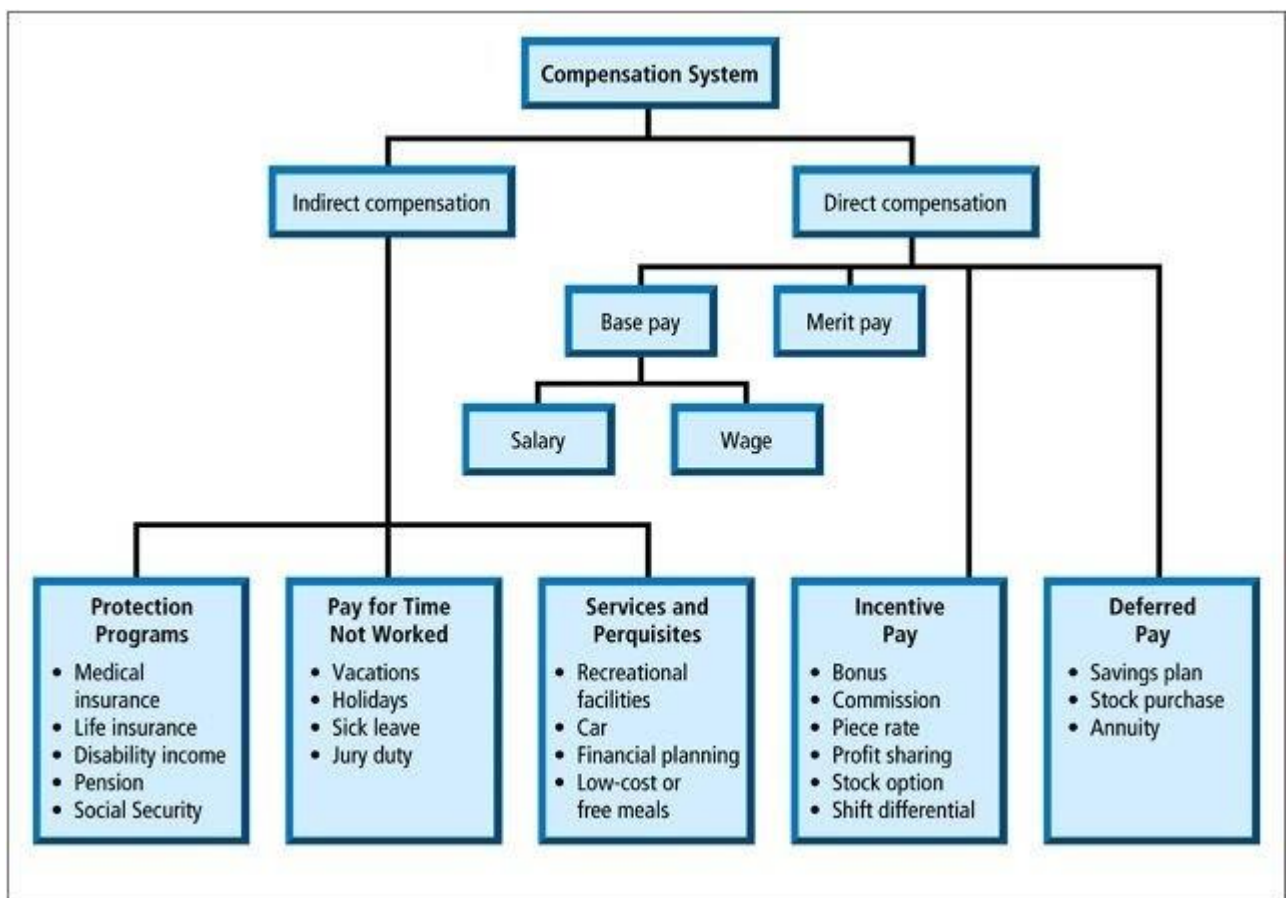 Compensation System
Indirect compensation
Direct compensation
Base pay
Merit pay
Salary
Wage
Protection
Programs
• Medical
insurance
• Life insurance
• Disability income
• Pension
• Social Security
Pay for Time
Not Worked
• Vacations
• Holidays
• Sick leave
• Jury duty
Services and
Perquisites
• Recreational
facilities
• Car
• Financial planning
• Low-cost or
free meals
Incentive
Pay
• Bonus
• Commission
• Piece rate
• Profit sharing
• Stock option
• Shift differential
Deferred
Pay
• Savings plan
• Stock purchase
• Annuity